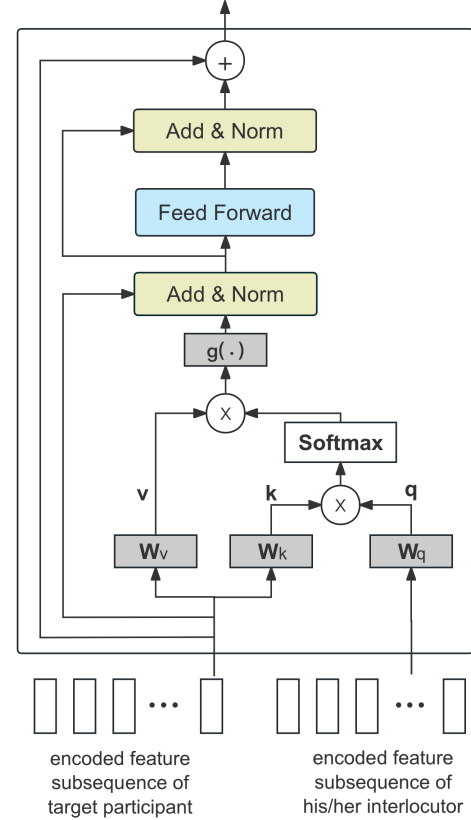 +
Add & Norm
Feed Forward
Add & Norm
g(.)
X
Softmax
v
k
q
X
Wv
Wk
Wq
...
...
encoded feature
subsequence of
target participant
encoded feature
subsequence of
his/her interlocutor